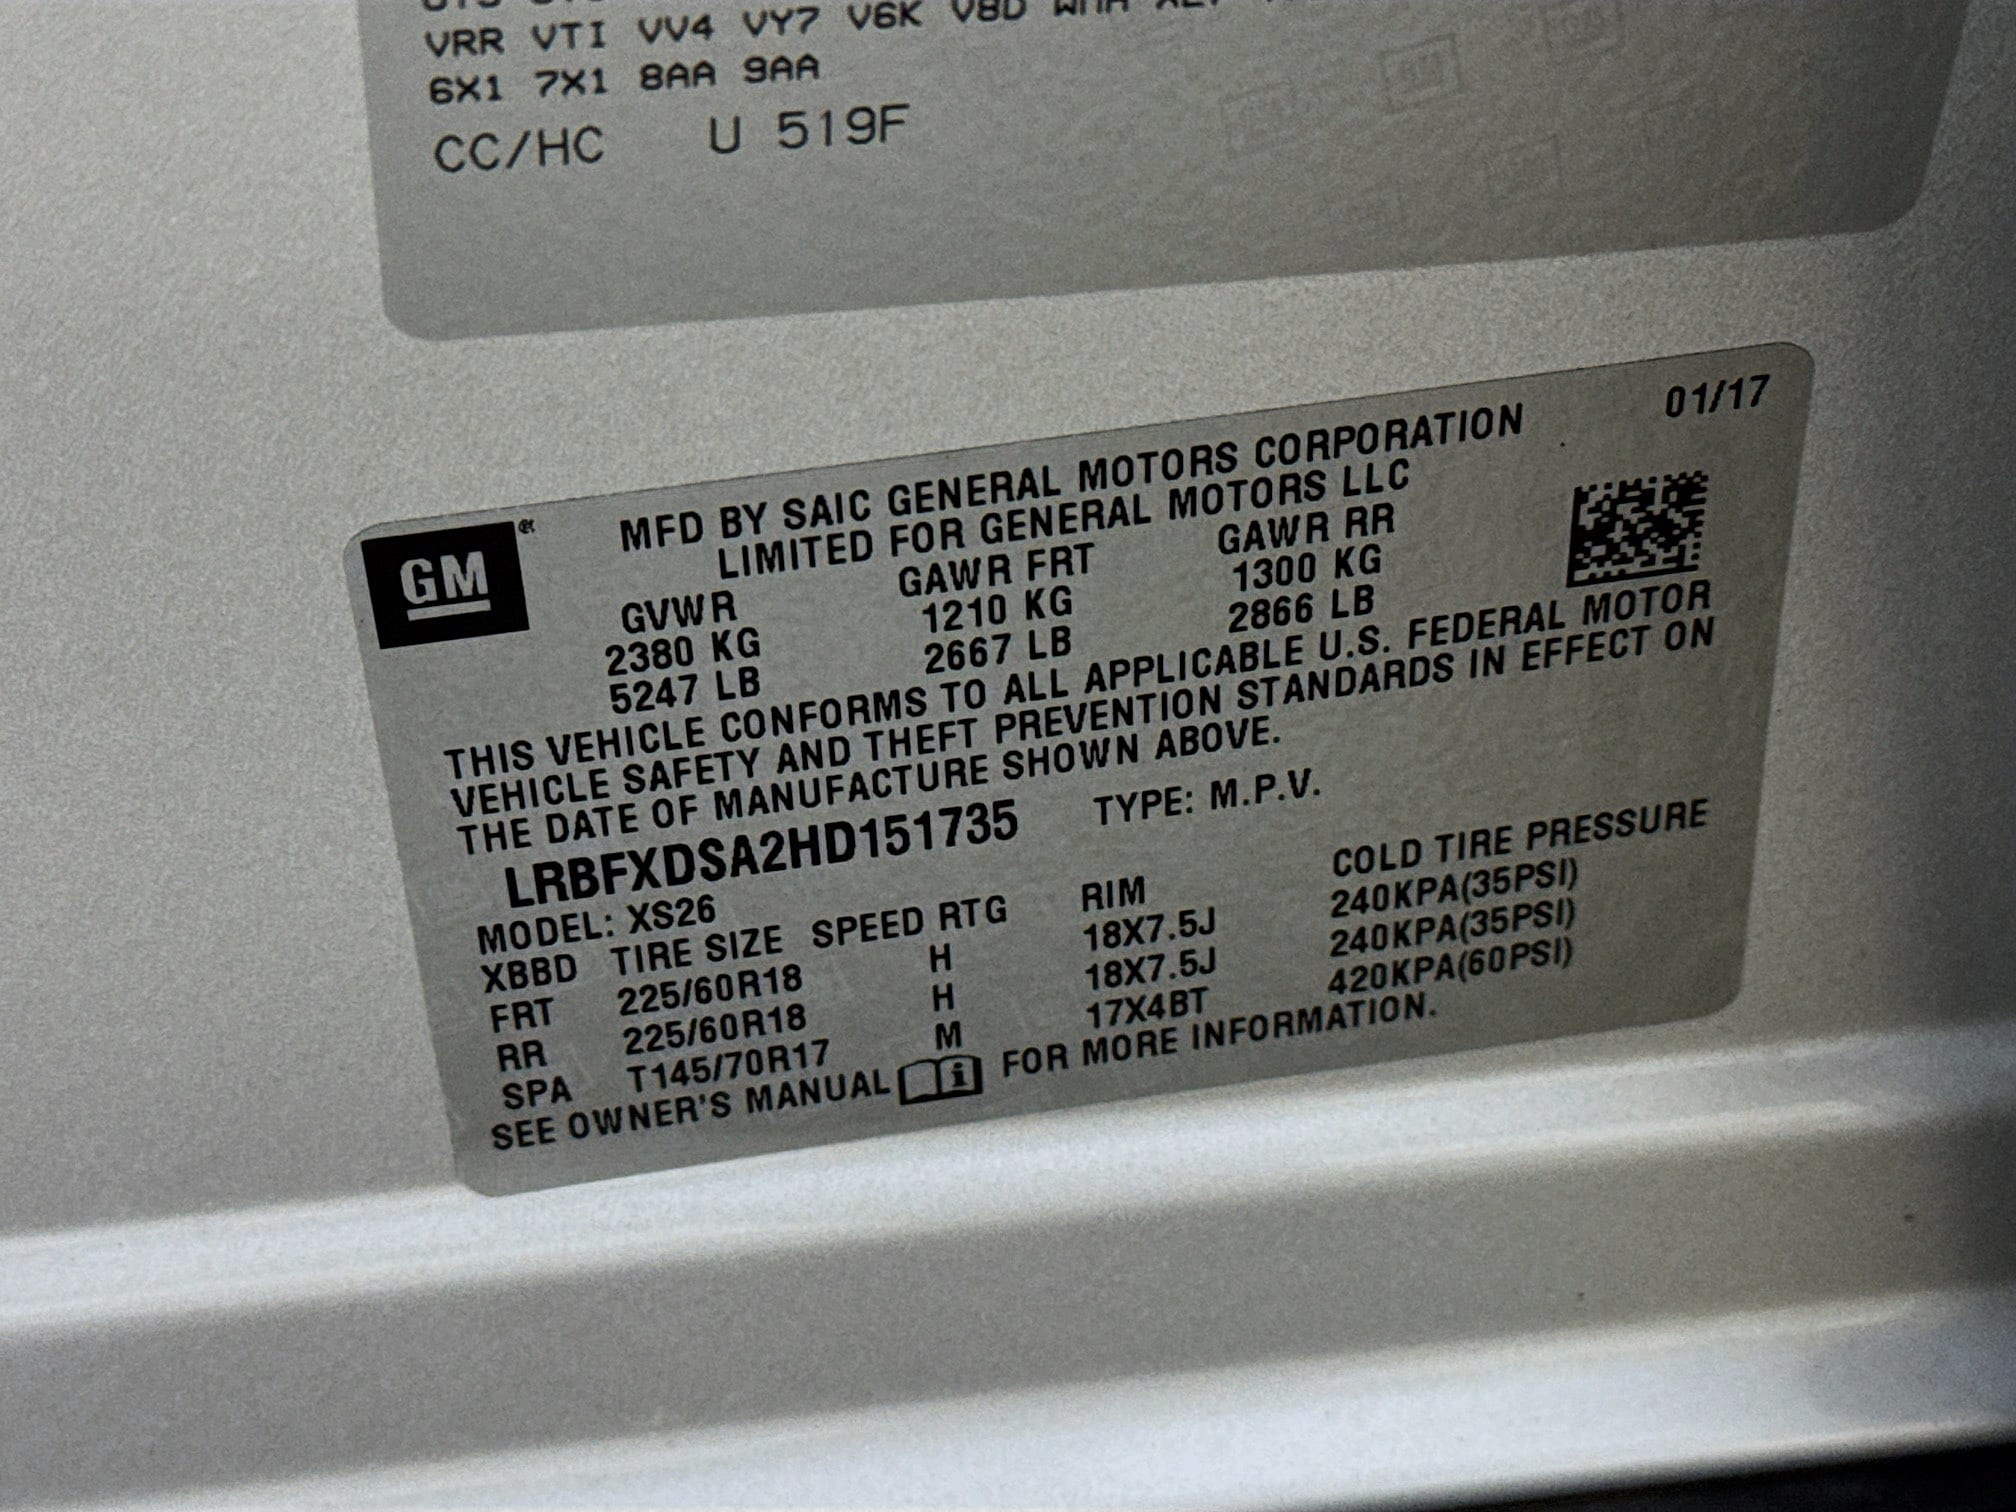 VRR VTI VV4 VY7 V6K V8D
6X1 7X1 8AA 9AA
CC/HC U 519F
01/17
GM
MFD BY SAIC GENERAL MOTORS CORPORATION
LIMITED FOR GENERAL MOTORS LLC
GVWR GAWR FRT GAWR RR
2380 KG 1210 KG 1300 KG
5247 LB 2667 LB 2866 LB
THIS VEHICLE CONFORMS TO ALL APPLICABLE U.S. FEDERAL MOTOR
VEHICLE SAFETY AND THEFT PREVENTION STANDARDS IN EFFECT ON
THE DATE OF MANUFACTURE SHOWN ABOVE.
LRBFXDSA2HD151735 TYPE: M.P.V.
MODEL: XS26
XBBD TIRE SIZE SPEED RTG RIM COLD TIRE PRESSURE
FRT 225/60R18 H 18X7.5J 240KPA(35PSI)
RR 225/60R18 H 18X7.5J 240KPA(35PSI)
SPA T145/70R17 M 17X4BT 420KPA(60PSI)
SEE OWNER'S MANUAL FOR MORE INFORMATION.